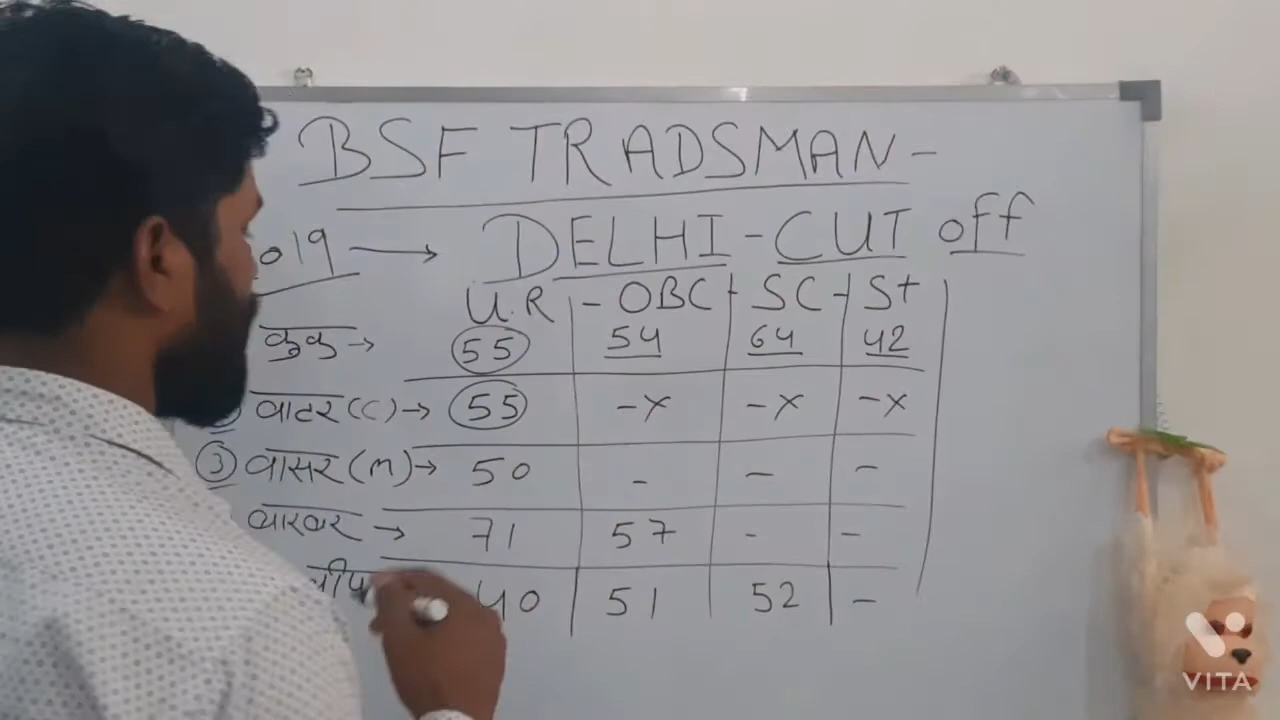 BSF TRADSMAN-
019 → DELHI-CUT off
U.R - OBC - SC - St
कुक → 55 54 64 42
वाटर (C) → 55 -x -x -x
③ वासर (m) → 50 - - -
बारबर → 71 57 - -
40 51 52 -
VITA